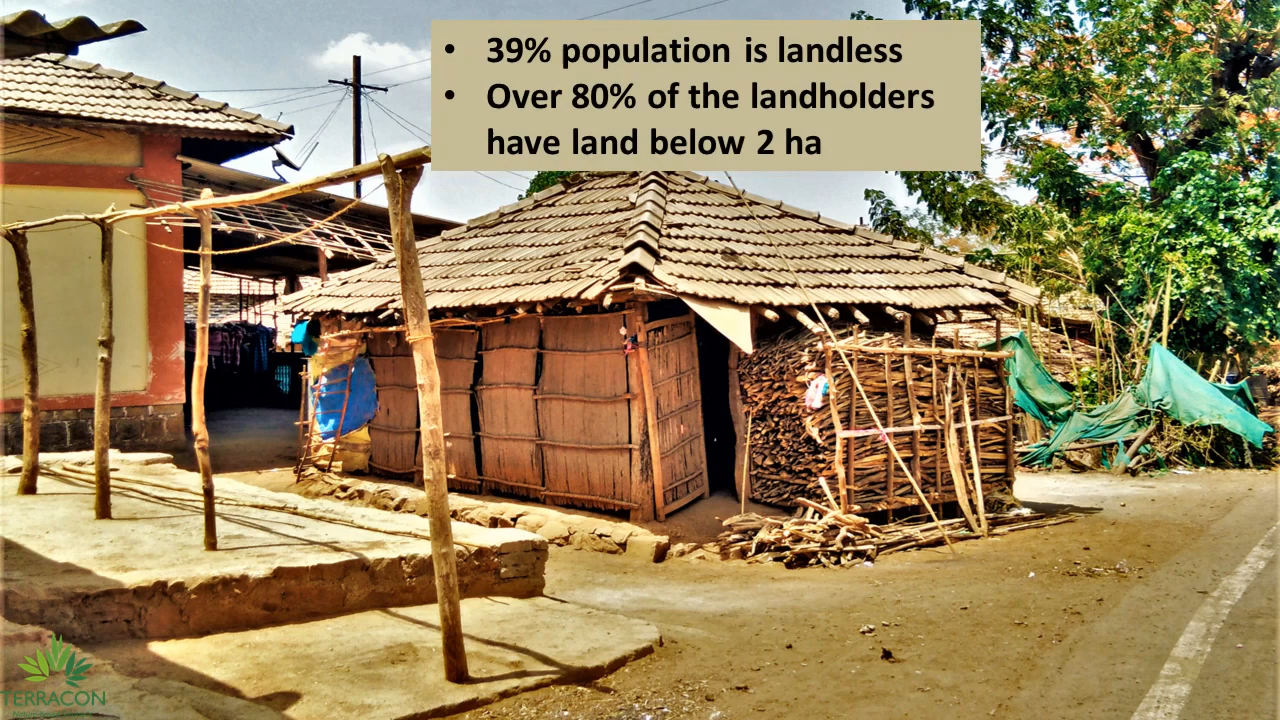 • 39% population is landless
• Over 80% of the landholders
have land below 2 ha
TERRACON